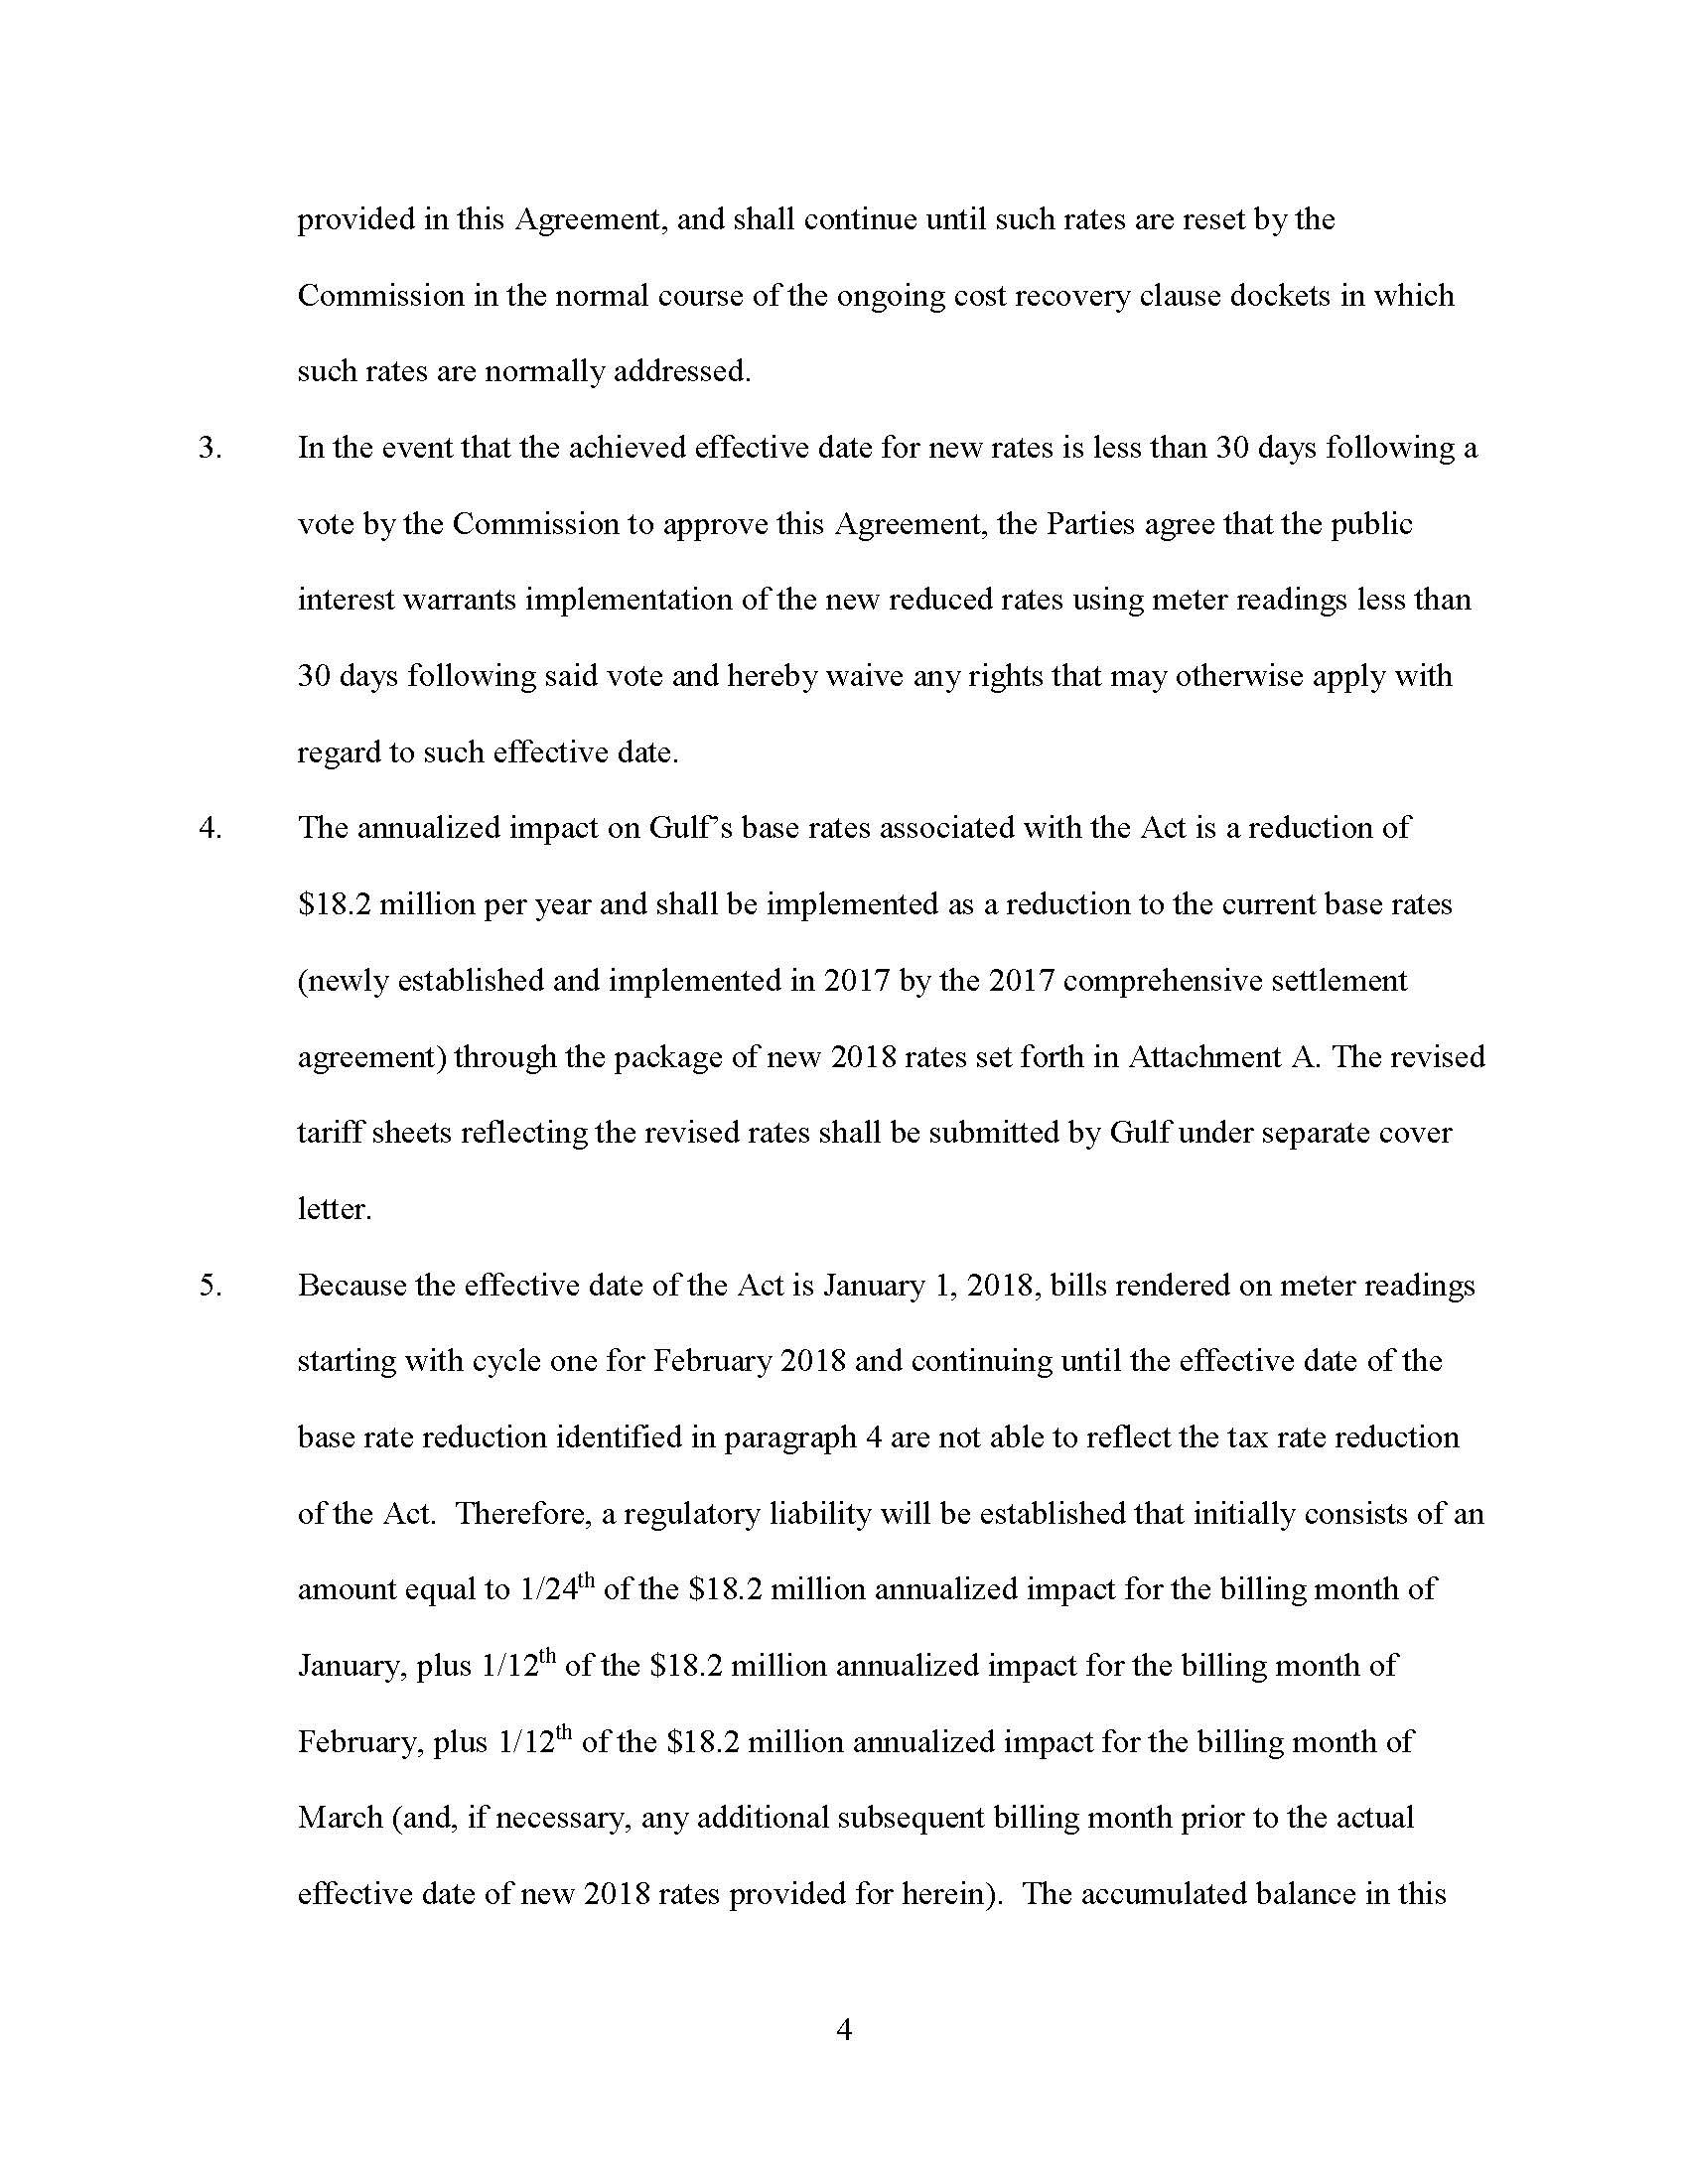 provided in this Agreement, and shall continue until such rates are reset by the
Commission in the normal course of the ongoing cost recovery clause dockets in which
such rates are normally addressed.
3. In the event that the achieved effective date for new rates is less than 30 days following a
vote by the Commission to approve this Agreement, the Parties agree that the public
interest warrants implementation of the new reduced rates using meter readings less than
30 days following said vote and hereby waive any rights that may otherwise apply with
regard to such effective date.
4. The annualized impact on Gulf’s base rates associated with the Act is a reduction of
$18.2 million per year and shall be implemented as a reduction to the current base rates
(newly established and implemented in 2017 by the 2017 comprehensive settlement
agreement) through the package of new 2018 rates set forth in Attachment A. The revised
tariff sheets reflecting the revised rates shall be submitted by Gulf under separate cover
letter.
5. Because the effective date of the Act is January 1, 2018, bills rendered on meter readings
starting with cycle one for February 2018 and continuing until the effective date of the
base rate reduction identified in paragraph 4 are not able to reflect the tax rate reduction
of the Act.  Therefore, a regulatory liability will be established that initially consists of an
amount equal to 1/24th of the $18.2 million annualized impact for the billing month of
January, plus 1/12th of the $18.2 million annualized impact for the billing month of
February, plus 1/12th of the $18.2 million annualized impact for the billing month of
March (and, if necessary, any additional subsequent billing month prior to the actual
effective date of new 2018 rates provided for herein).  The accumulated balance in this
4